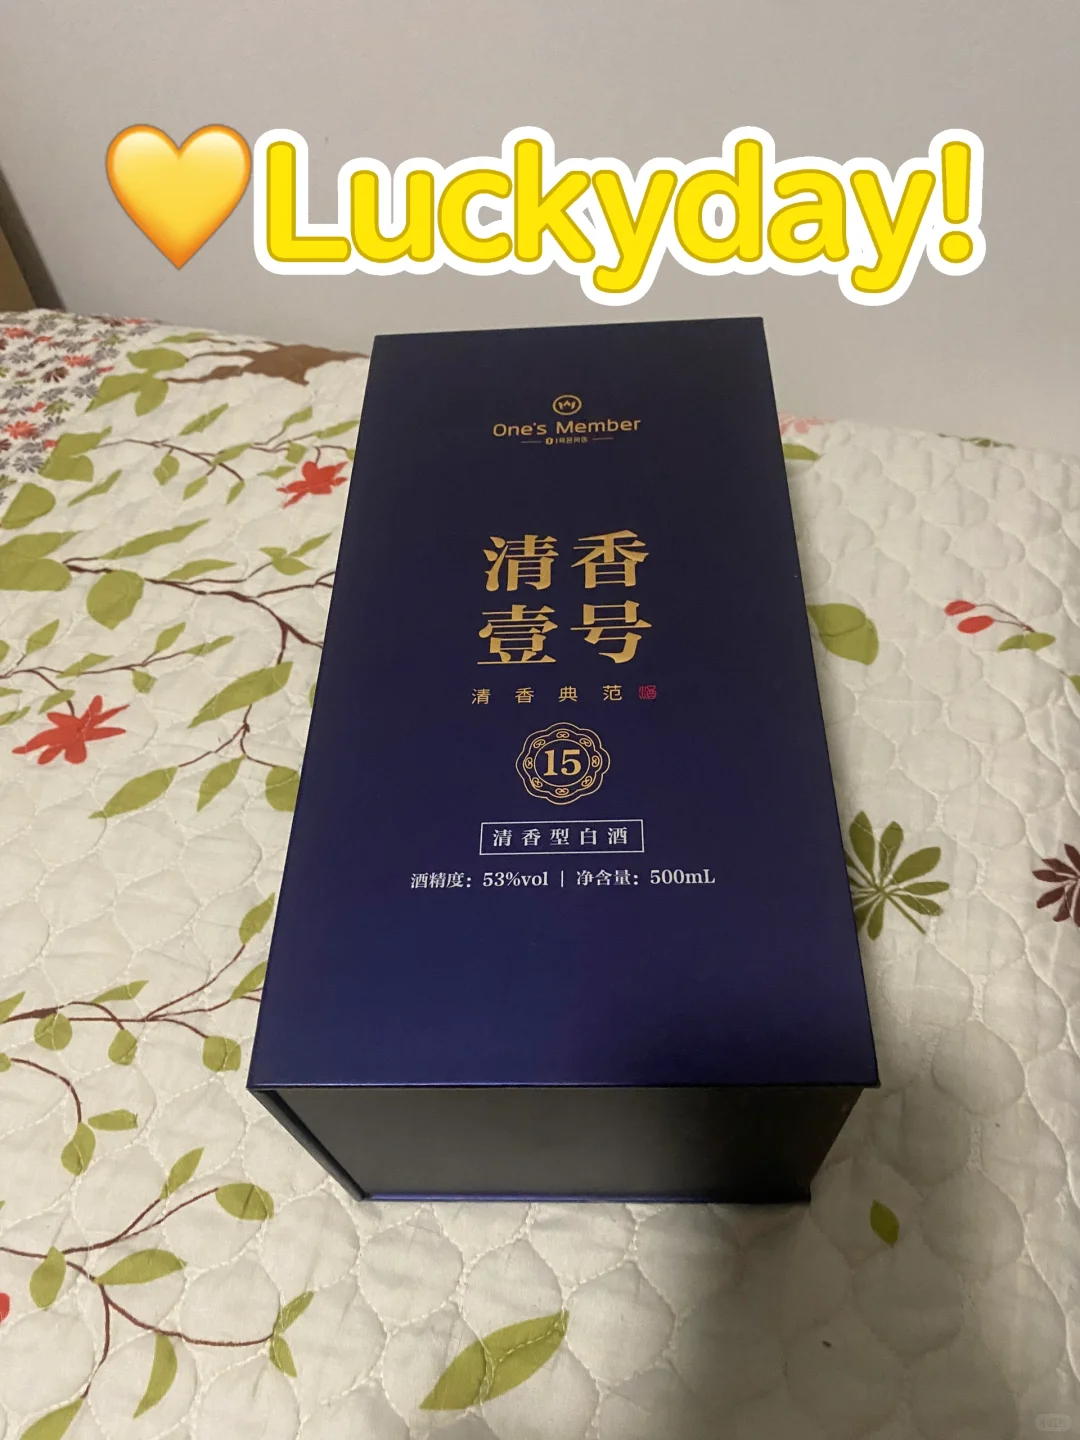 Luckyday!
One's Member
清香
壹号
清香典范
15
清香型白酒
酒精度：53%vol | 净含量：500mL